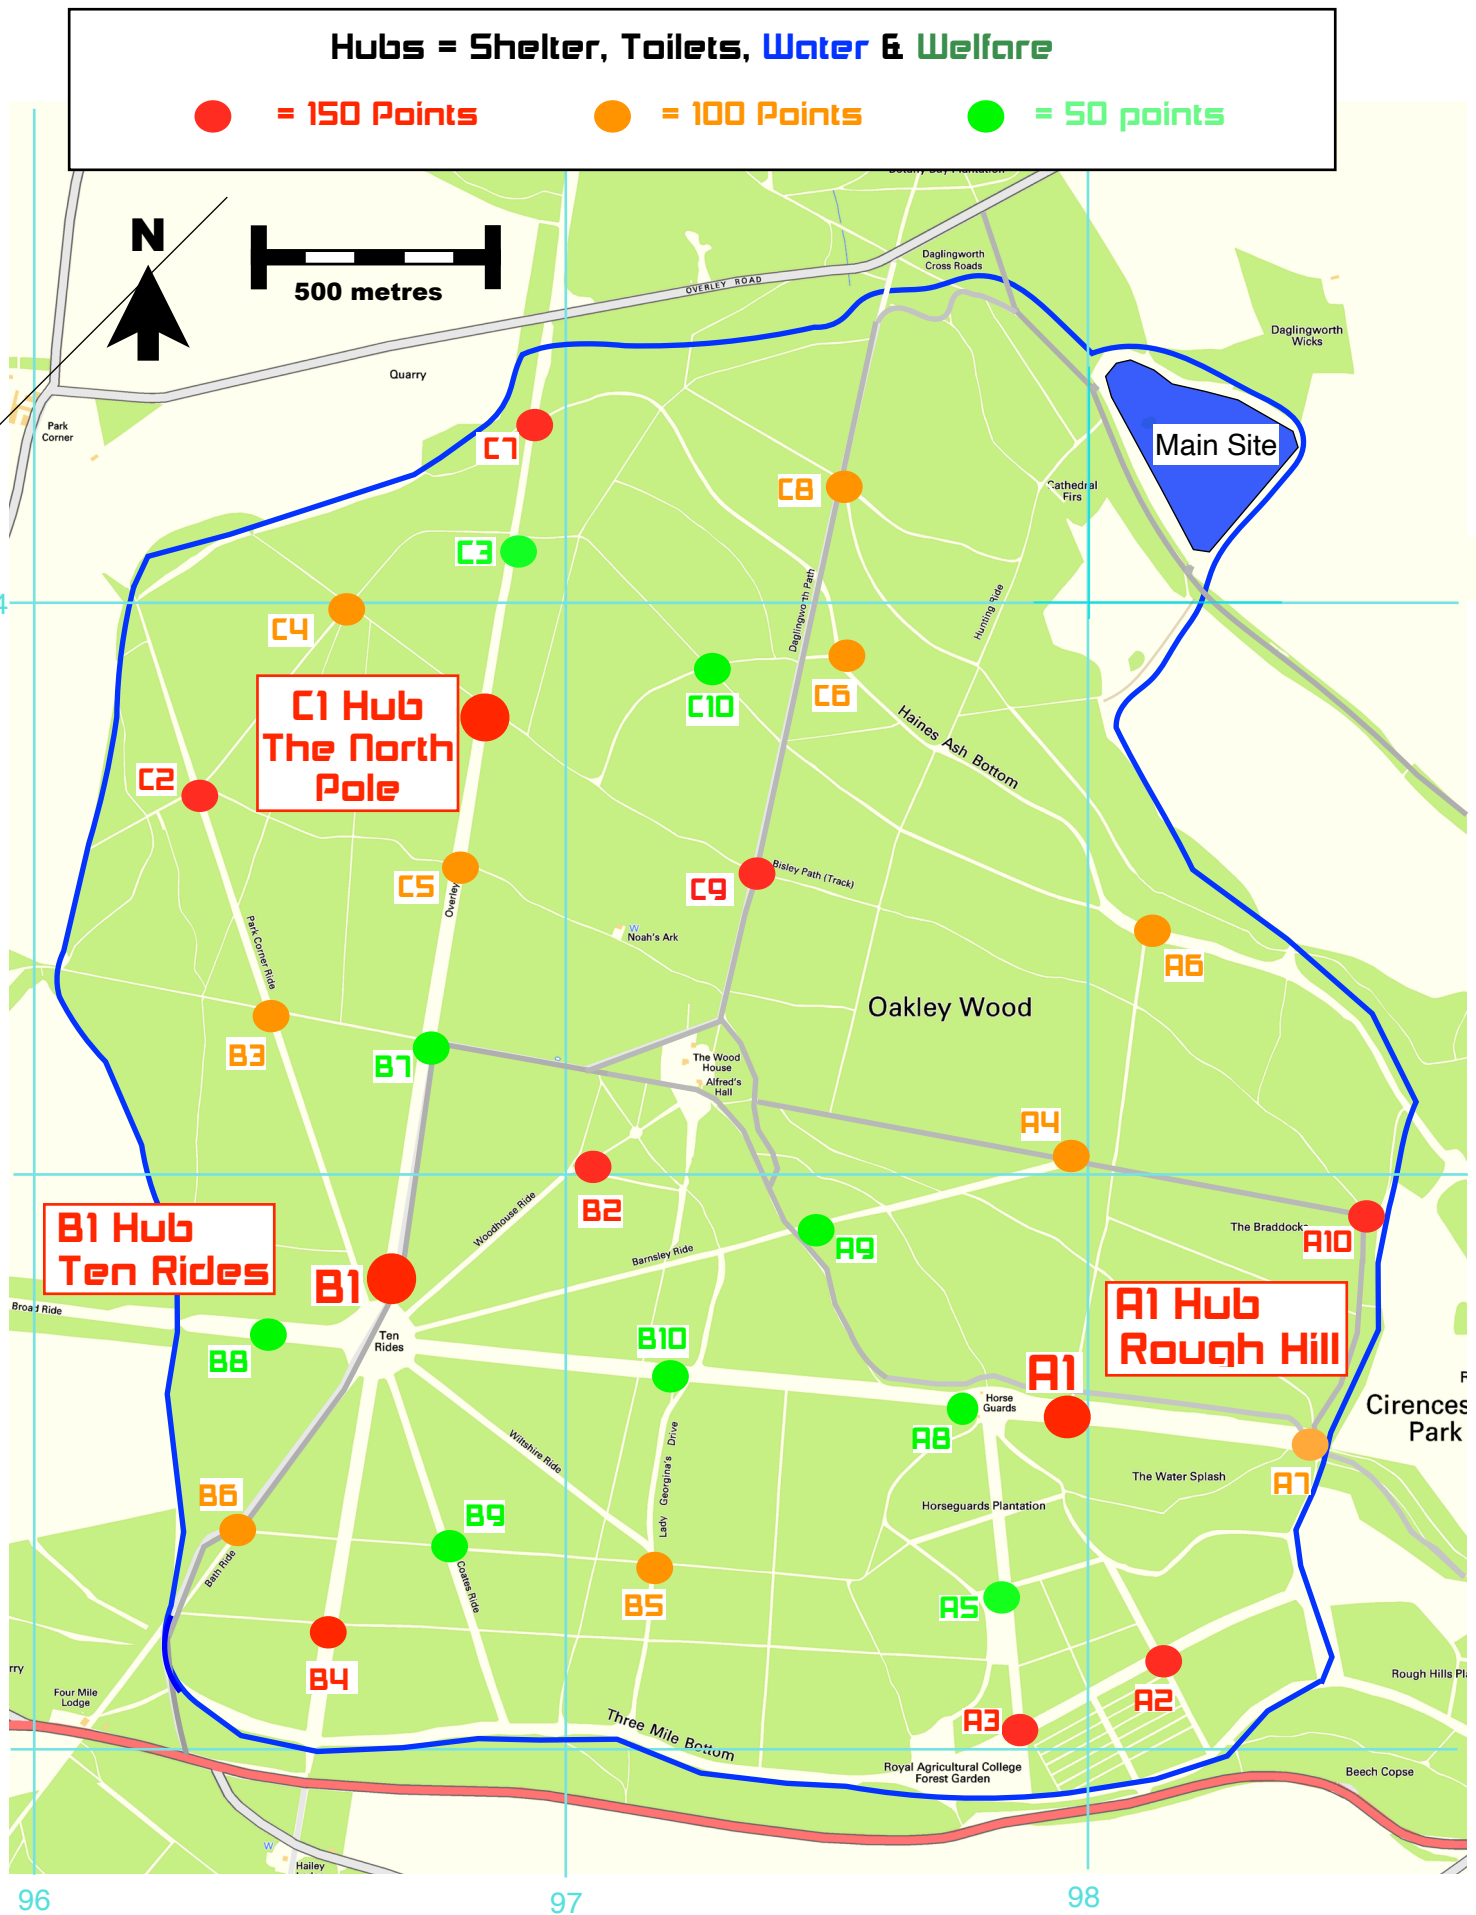 Hubs = Shelter, Toilets, Water & Welfare
= 150 Points
= 100 Points
= 50 points
N
500 metres
OVERLEY ROAD
Daglingworth
Cross Roads
Daglingworth
Wicks
Quarry
Park
Corner
Main Site
C7
C8
Cathedral
Firs
C3
4
C4
Daglingworth Path
Hunting Ride
C10
C6
C1 Hub
The North
Pole
Haines Ash Bottom
C2
C5
Overley
C9
Bisley Path (Track)
W
Noah's Ark
A6
Park Corner Ride
Oakley Wood
B3
B7
The Wood
House
Alfred's
Hall
A4
B2
B1 Hub
Ten Rides
Woodhouse Ride
Barnsley Ride
A9
The Braddocks
A10
B1
A1 Hub
Rough Hill
Broad Ride
Ten
Rides
B8
B10
A1
Horse
Guards
A8
Cirences
Park
Lady Georgina's Drive
Wiltshire Ride
The Water Splash
A7
B6
B9
Horseguards Plantation
Bath Ride
Coates Ride
B5
A5
B4
A2
A3
rry
Four Mile
Lodge
Rough Hills Pla
Three Mile Bottom
Royal Agricultural College
Forest Garden
Beech Copse
W
Hailey
96
97
98